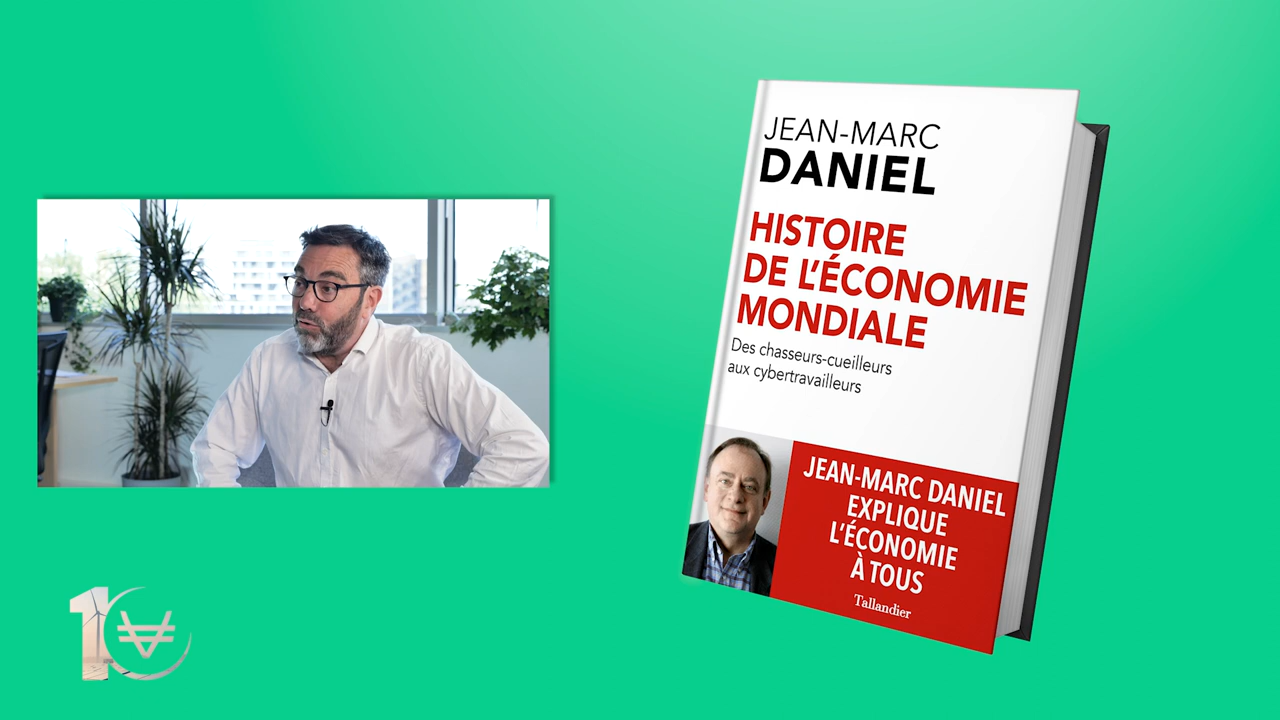 JEAN-MARC
DANIEL
HISTOIRE
DE L'ÉCONOMIE
MONDIALE
Des chasseurs-cueilleurs
aux cybertravailleurs
JEAN-MARC DANIEL
EXPLIQUE
L'ÉCONOMIE
À TOUS
Tallandier
10